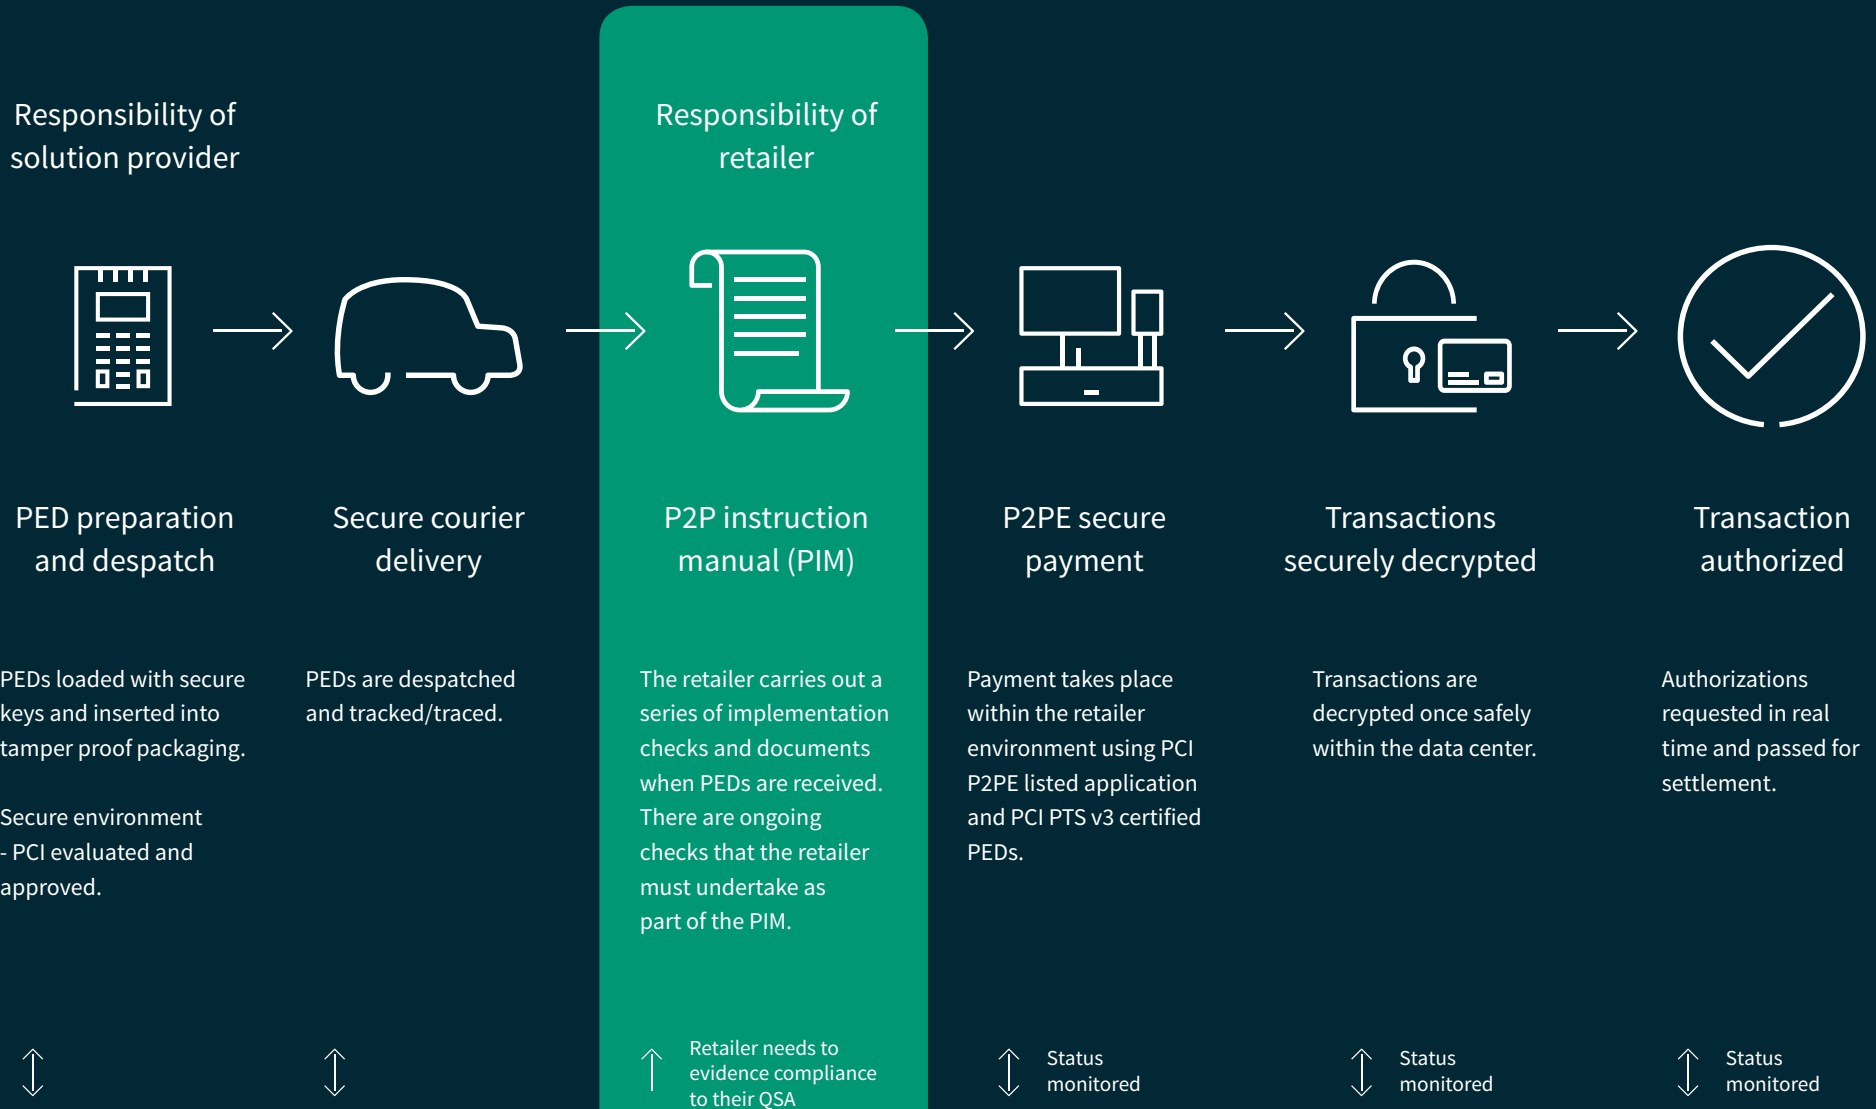 Responsibility of
solution provider
Responsibility of
retailer
PED preparation
and despatch
Secure courier
delivery
P2P instruction
manual (PIM)
P2PE secure
payment
Transactions
securely decrypted
Transaction
authorized
PEDs loaded with secure
keys and inserted into
tamper proof packaging.
Secure environment
- PCI evaluated and
approved.
PEDs are despatched
and tracked/traced.
The retailer carries out a
series of implementation
checks and documents
when PEDs are received.
There are ongoing
checks that the retailer
must undertake as
part of the PIM.
Payment takes place
within the retailer
environment using PCI
P2PE listed application
and PCI PTS v3 certified
PEDs.
Transactions are
decrypted once safely
within the data center.
Authorizations
requested in real
time and passed for
settlement.
Retailer needs to
evidence compliance
to their QSA
Status
monitored
Status
monitored
Status
monitored